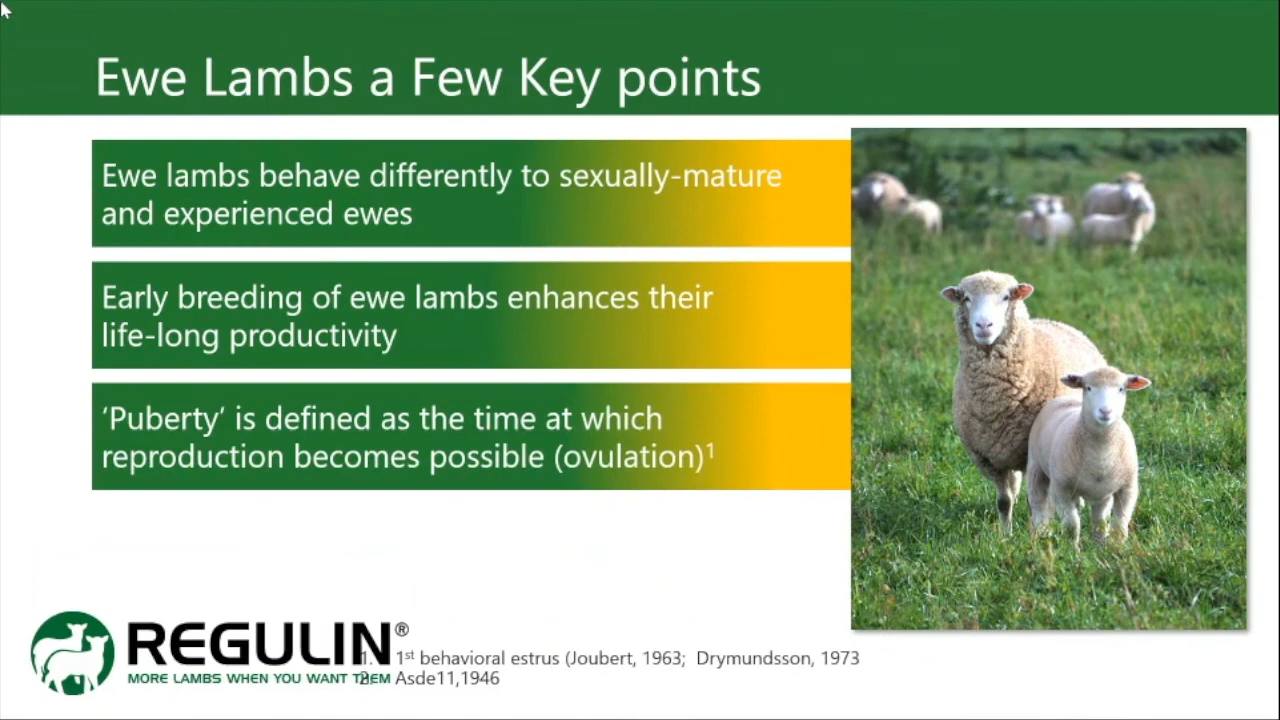 Ewe Lambs a Few Key points
Ewe lambs behave differently to sexually-mature
and experienced ewes
Early breeding of ewe lambs enhances their
life-long productivity
‘Puberty’ is defined as the time at which
reproduction becomes possible (ovulation)¹
REGULIN®
MORE LAMBS WHEN YOU WANT THEM
1. 1st behavioral estrus (Joubert, 1963; Drymundsson, 1973
2. Asde11,1946